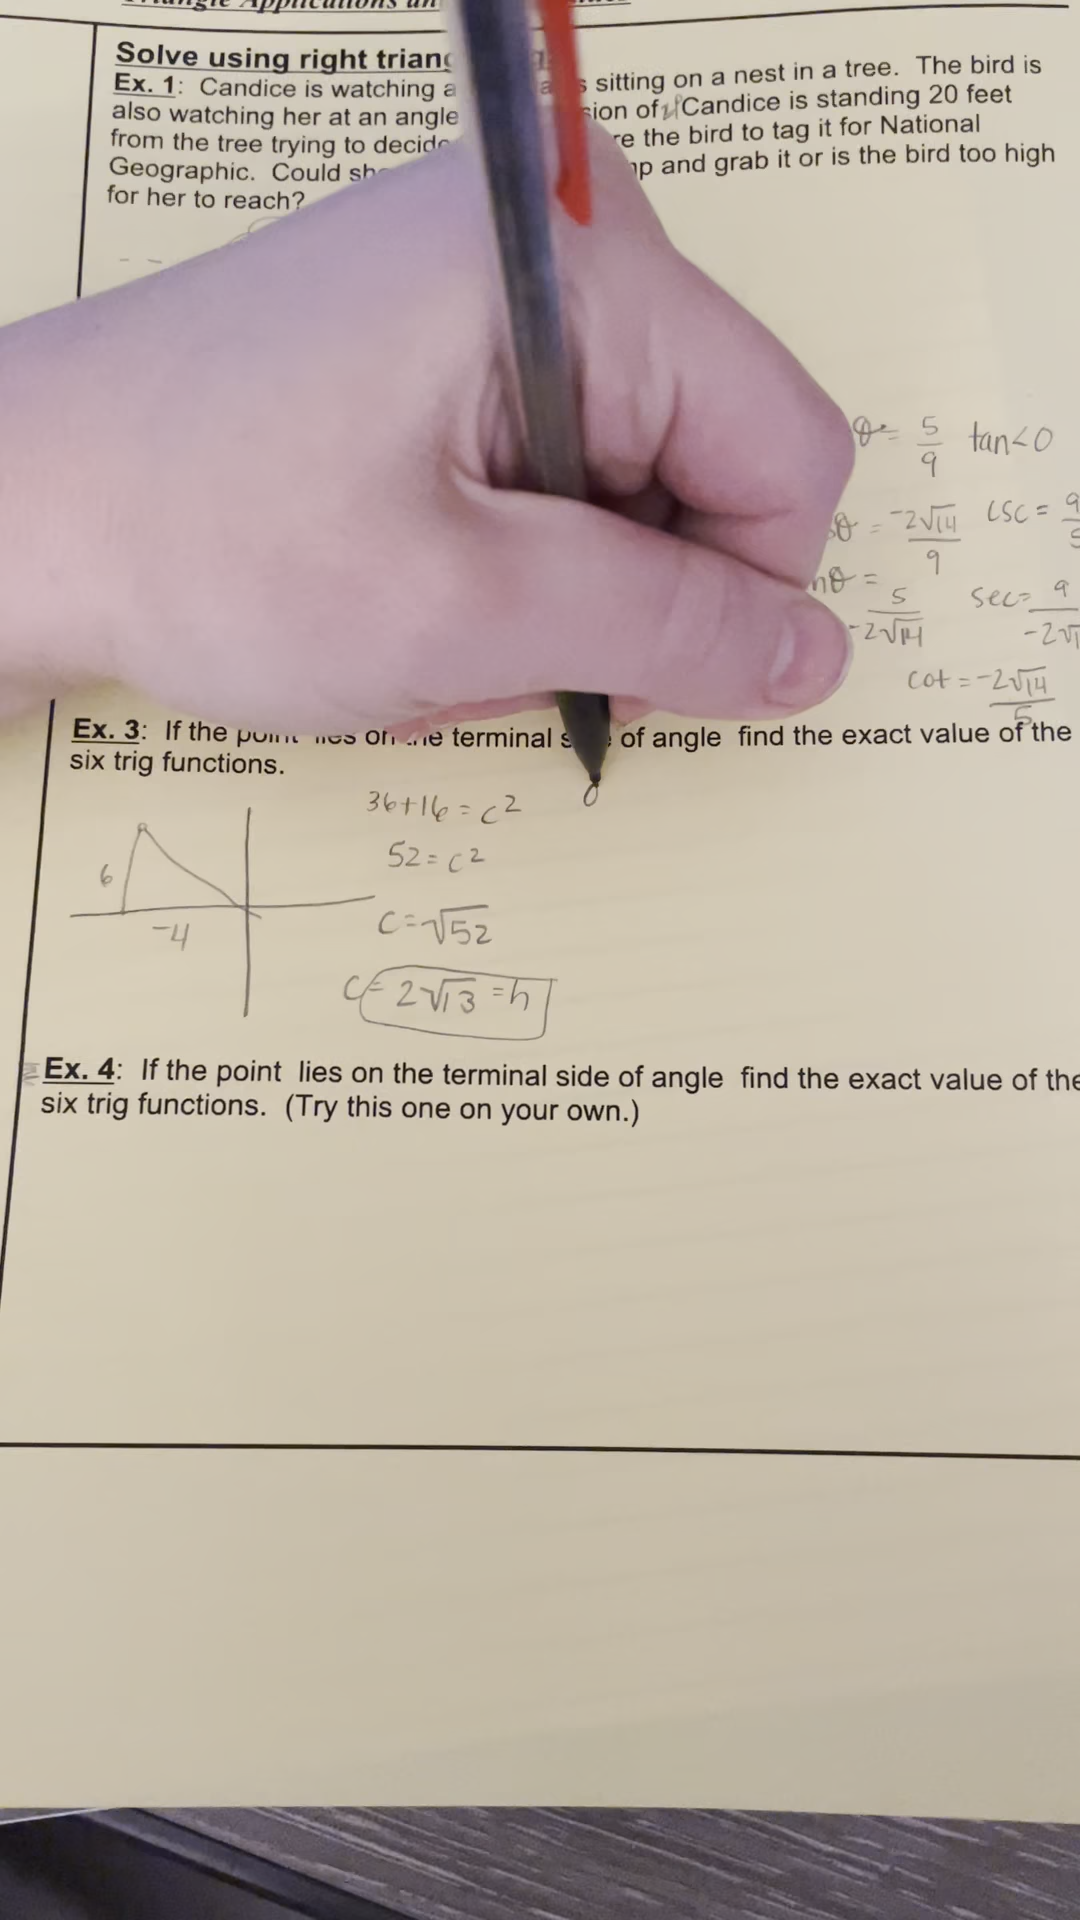 Triangle Applications
Solve using right
Ex. 1: Candice is watching a sitting on a nest in a tree. The bird is
also watching her at an angle of Candice is standing 20 feet
from the tree trying to the bird to tag it for National
Geographic. Could and grab it or is the bird too high
for her to reach?
θ = 5/9 tan<0
θ = -2√14/9 csc = 9
θ = 5/-2√14 sec = 9
cot = -2√14/5
Ex. 3: If the point lies on the terminal of angle find the exact value of the
six trig functions.
36+16 = c²
52 = c²
6
-4
c = √52
c = 2√13 = h
Ex. 4: If the point lies on the terminal side of angle find the exact value of the
six trig functions. (Try this one on your own.)